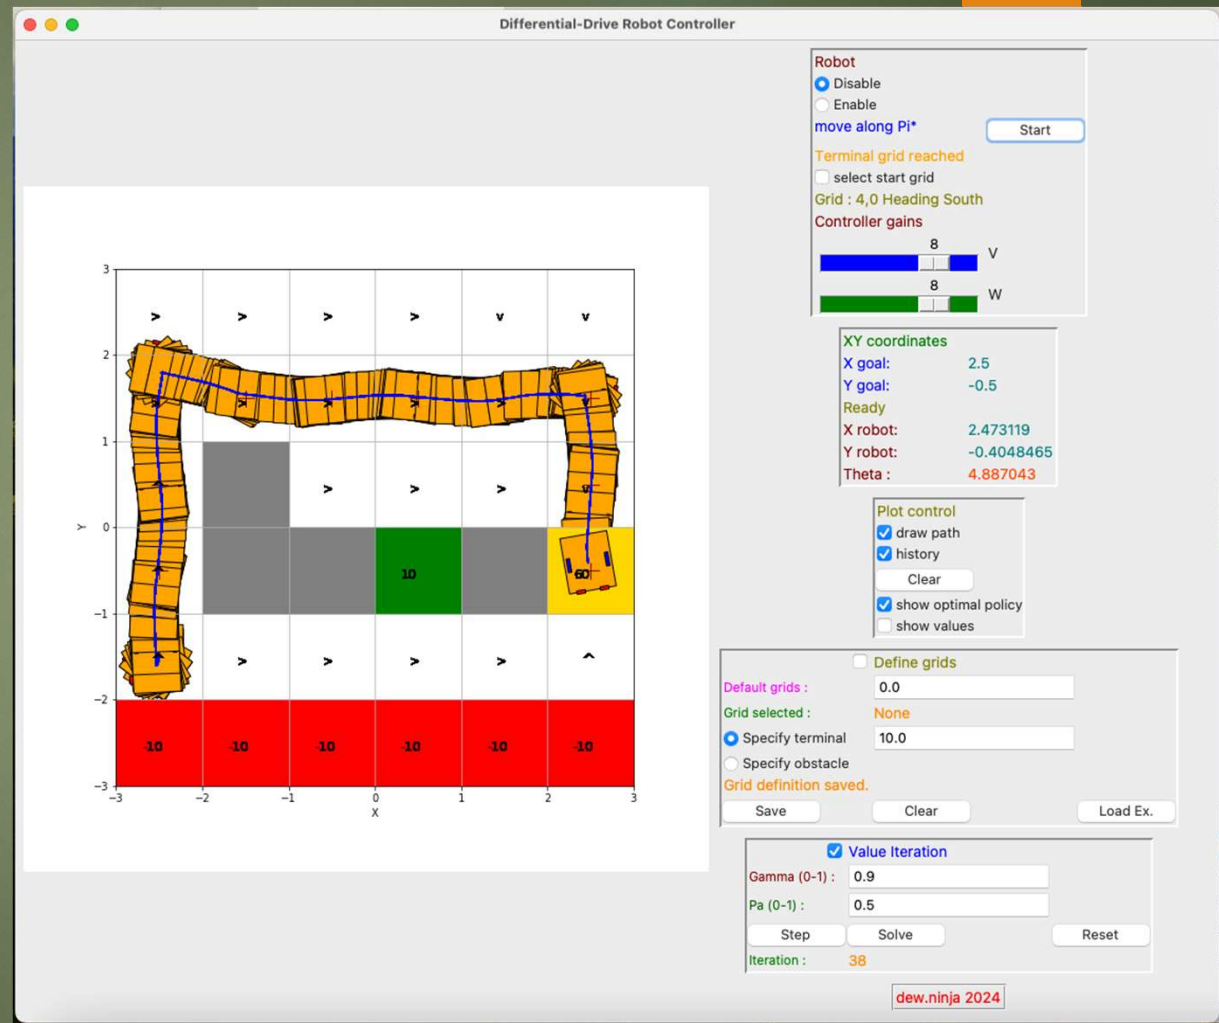 Differential-Drive Robot Controller
Robot
Disable
Enable
move along Pi*
Start
Terminal grid reached
select start grid
Grid : 4,0 Heading South
Controller gains
8
V
8
W
XY coordinates
X goal: 2.5
Y goal: -0.5
Ready
X robot: 2.473119
Y robot: -0.4048465
Theta : 4.887043
Plot control
draw path
history
Clear
show optimal policy
show values
Define grids
Default grids : 0.0
Grid selected : None
Specify terminal 10.0
Specify obstacle
Grid definition saved.
Save Clear Load Ex.
Value Iteration
Gamma (0-1) : 0.9
Pa (0-1) : 0.5
Step Solve Reset
Iteration : 38
dew.ninja 2024
3
> > > > v v
2
> > > > v
1
^ > > > v
0
^ 10
−1
^ > > > > ^
−2
-10 -10 -10 -10 -10 -10
−3
−3 −2 −1 0 1 2 3
X
Y